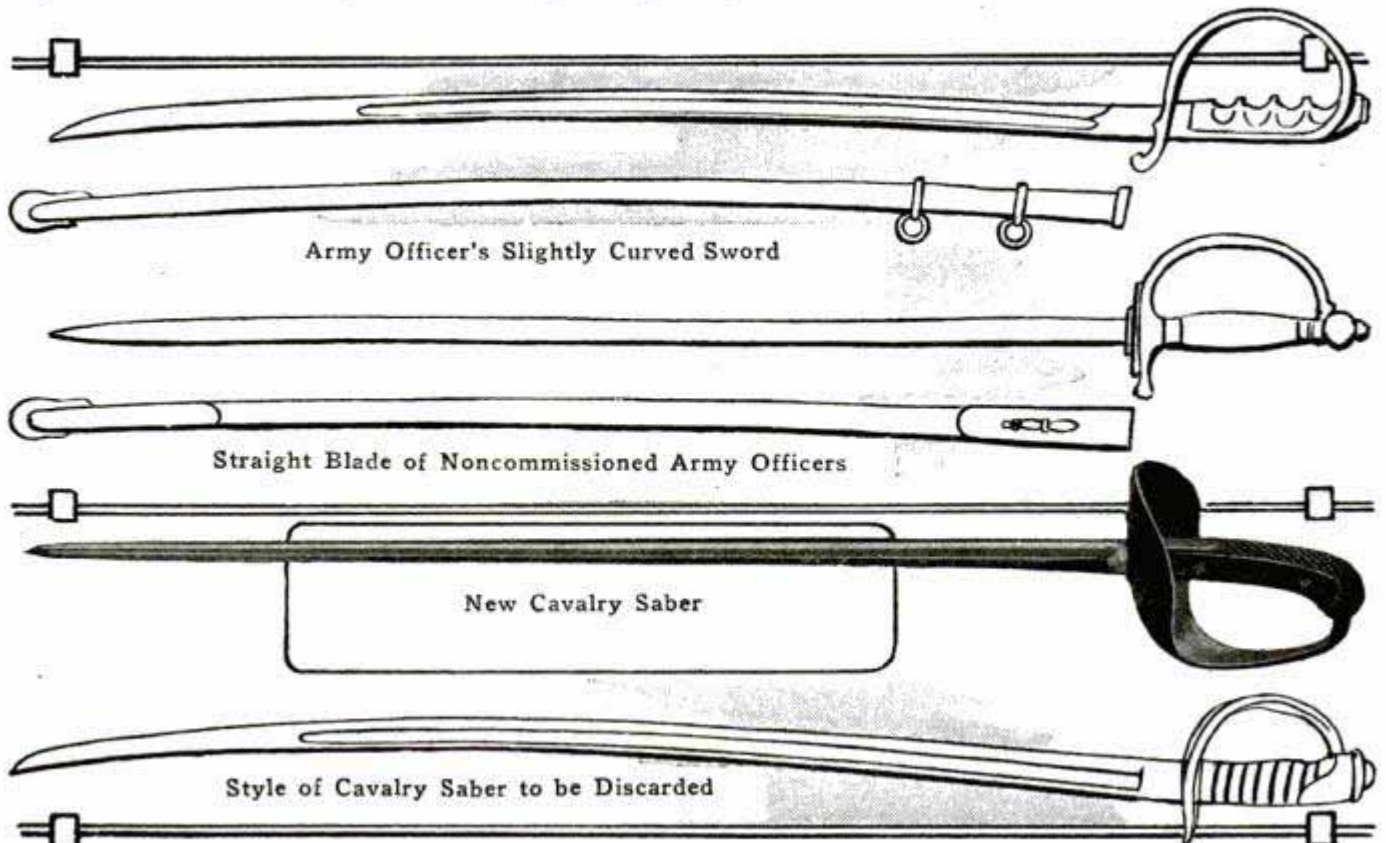 Army Officer's Slightly Curved Sword
Straight Blade of Noncommissioned Army Officers
New Cavalry Saber
Style of Cavalry Saber to be Discarded